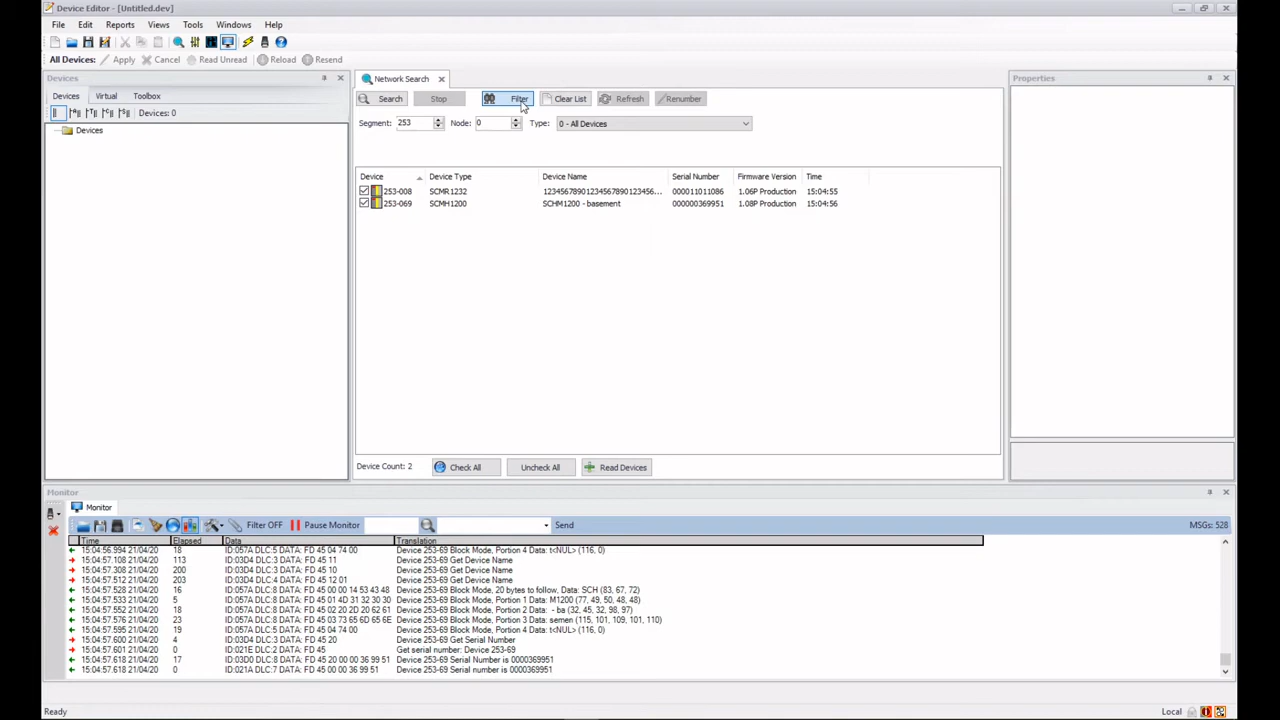 Device Editor - [Untitled.dev]
File Edit Reports Views Tools Windows Help
All Devices: Apply Cancel Read Unread Reload Resend
Devices
Devices Virtual Toolbox
Devices: 0
Devices
Network Search
Search Stop Filter Clear List Refresh Renumber
Segment: 253 Node: 0 Type: 0 - All Devices
Device Device Type Device Name Serial Number Firmware Version Time
253-008 SCMR1232 12345678901234567890123456... 000011011086 1.06P Production 15:04:55
253-069 SCMH1200 SCHM1200 - basement 000000369951 1.08P Production 15:04:56
Device Count: 2 Check All Uncheck All Read Devices
Properties
Monitor
Monitor
Filter OFF Pause Monitor Send MSGs: 528
Time Elapsed Data Translation
15:04:56.994 21/04/20 18 ID:057A DLC:5 DATA: FD 45 04 74 00 Device 253-69 Block Mode, Portion 4 Data: t<NUL> (116, 0)
15:04:57.108 21/04/20 113 ID:03D4 DLC:3 DATA: FD 45 11 Device 253-69 Get Device Name
15:04:57.308 21/04/20 200 ID:03D4 DLC:3 DATA: FD 45 10 Device 253-69 Get Device Name
15:04:57.512 21/04/20 203 ID:03D4 DLC:4 DATA: FD 45 12 01 Device 253-69 Get Device Name
15:04:57.528 21/04/20 16 ID:057A DLC:8 DATA: FD 45 00 00 14 53 43 48 Device 253-69 Block Mode, 20 bytes to follow, Data: SCH (83, 67, 72)
15:04:57.533 21/04/20 5 ID:057A DLC:8 DATA: FD 45 01 4D 31 32 30 30 Device 253-69 Block Mode, Portion 1 Data: M1200 (77, 49, 50, 48, 48)
15:04:57.552 21/04/20 18 ID:057A DLC:8 DATA: FD 45 02 20 2D 20 62 61 Device 253-69 Block Mode, Portion 2 Data: - ba (32, 45, 32, 98, 97)
15:04:57.576 21/04/20 23 ID:057A DLC:8 DATA: FD 45 03 73 65 6D 65 6E Device 253-69 Block Mode, Portion 3 Data: semen (115, 101, 109, 101, 110)
15:04:57.595 21/04/20 19 ID:057A DLC:5 DATA: FD 45 04 74 00 Device 253-69 Block Mode, Portion 4 Data: t<NUL> (116, 0)
15:04:57.600 21/04/20 4 ID:03D4 DLC:3 DATA: FD 45 20 Device 253-69 Get Serial Number
15:04:57.601 21/04/20 0 ID:021E DLC:2 DATA: FD 45 Get serial number: Device 253-69
15:04:57.618 21/04/20 17 ID:03D0 DLC:8 DATA: FD 45 20 00 00 36 99 51 Device 253-69 Serial Number is 0000369951
15:04:57.618 21/04/20 0 ID:021A DLC:7 DATA: FD 45 00 00 36 99 51 Device 253-69 Serial number is 0000369951
Ready Local